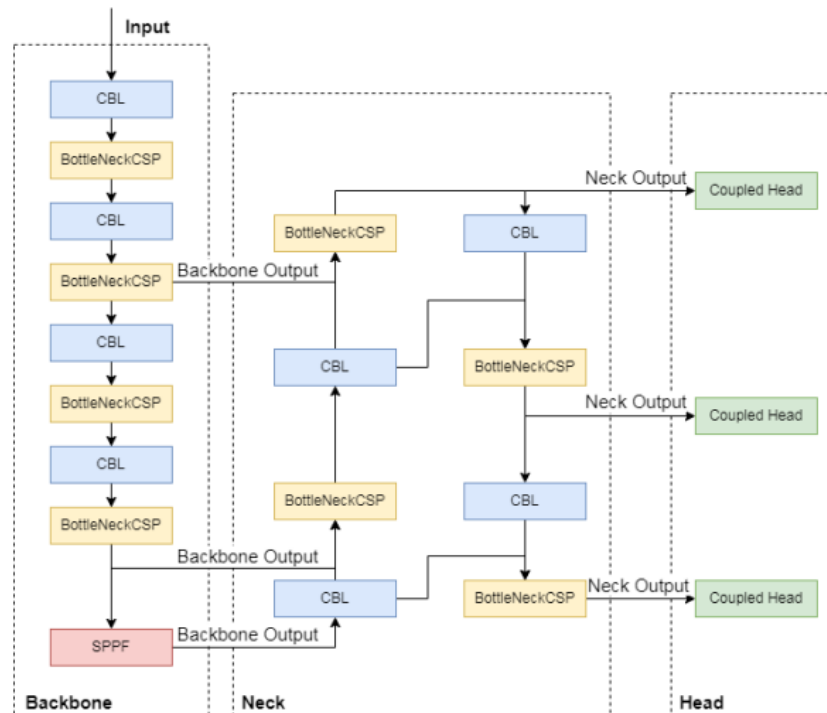 Input
CBL
BottleNeckCSP
CBL
BottleNeckCSP
CBL
BottleNeckCSP
CBL
BottleNeckCSP
SPPF
Backbone
Backbone Output
Backbone Output
Backbone Output
BottleNeckCSP
CBL
BottleNeckCSP
CBL
CBL
BottleNeckCSP
CBL
BottleNeckCSP
Neck
Neck Output
Neck Output
Neck Output
Coupled Head
Coupled Head
Coupled Head
Head